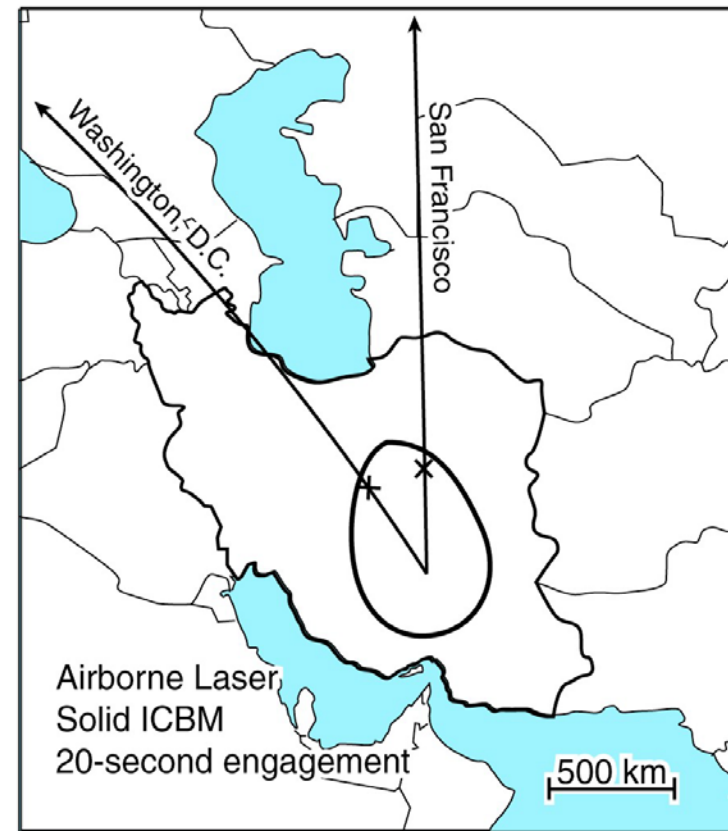 Washington, D.C.
San Francisco
Airborne Laser
Solid ICBM
20-second engagement
500 km